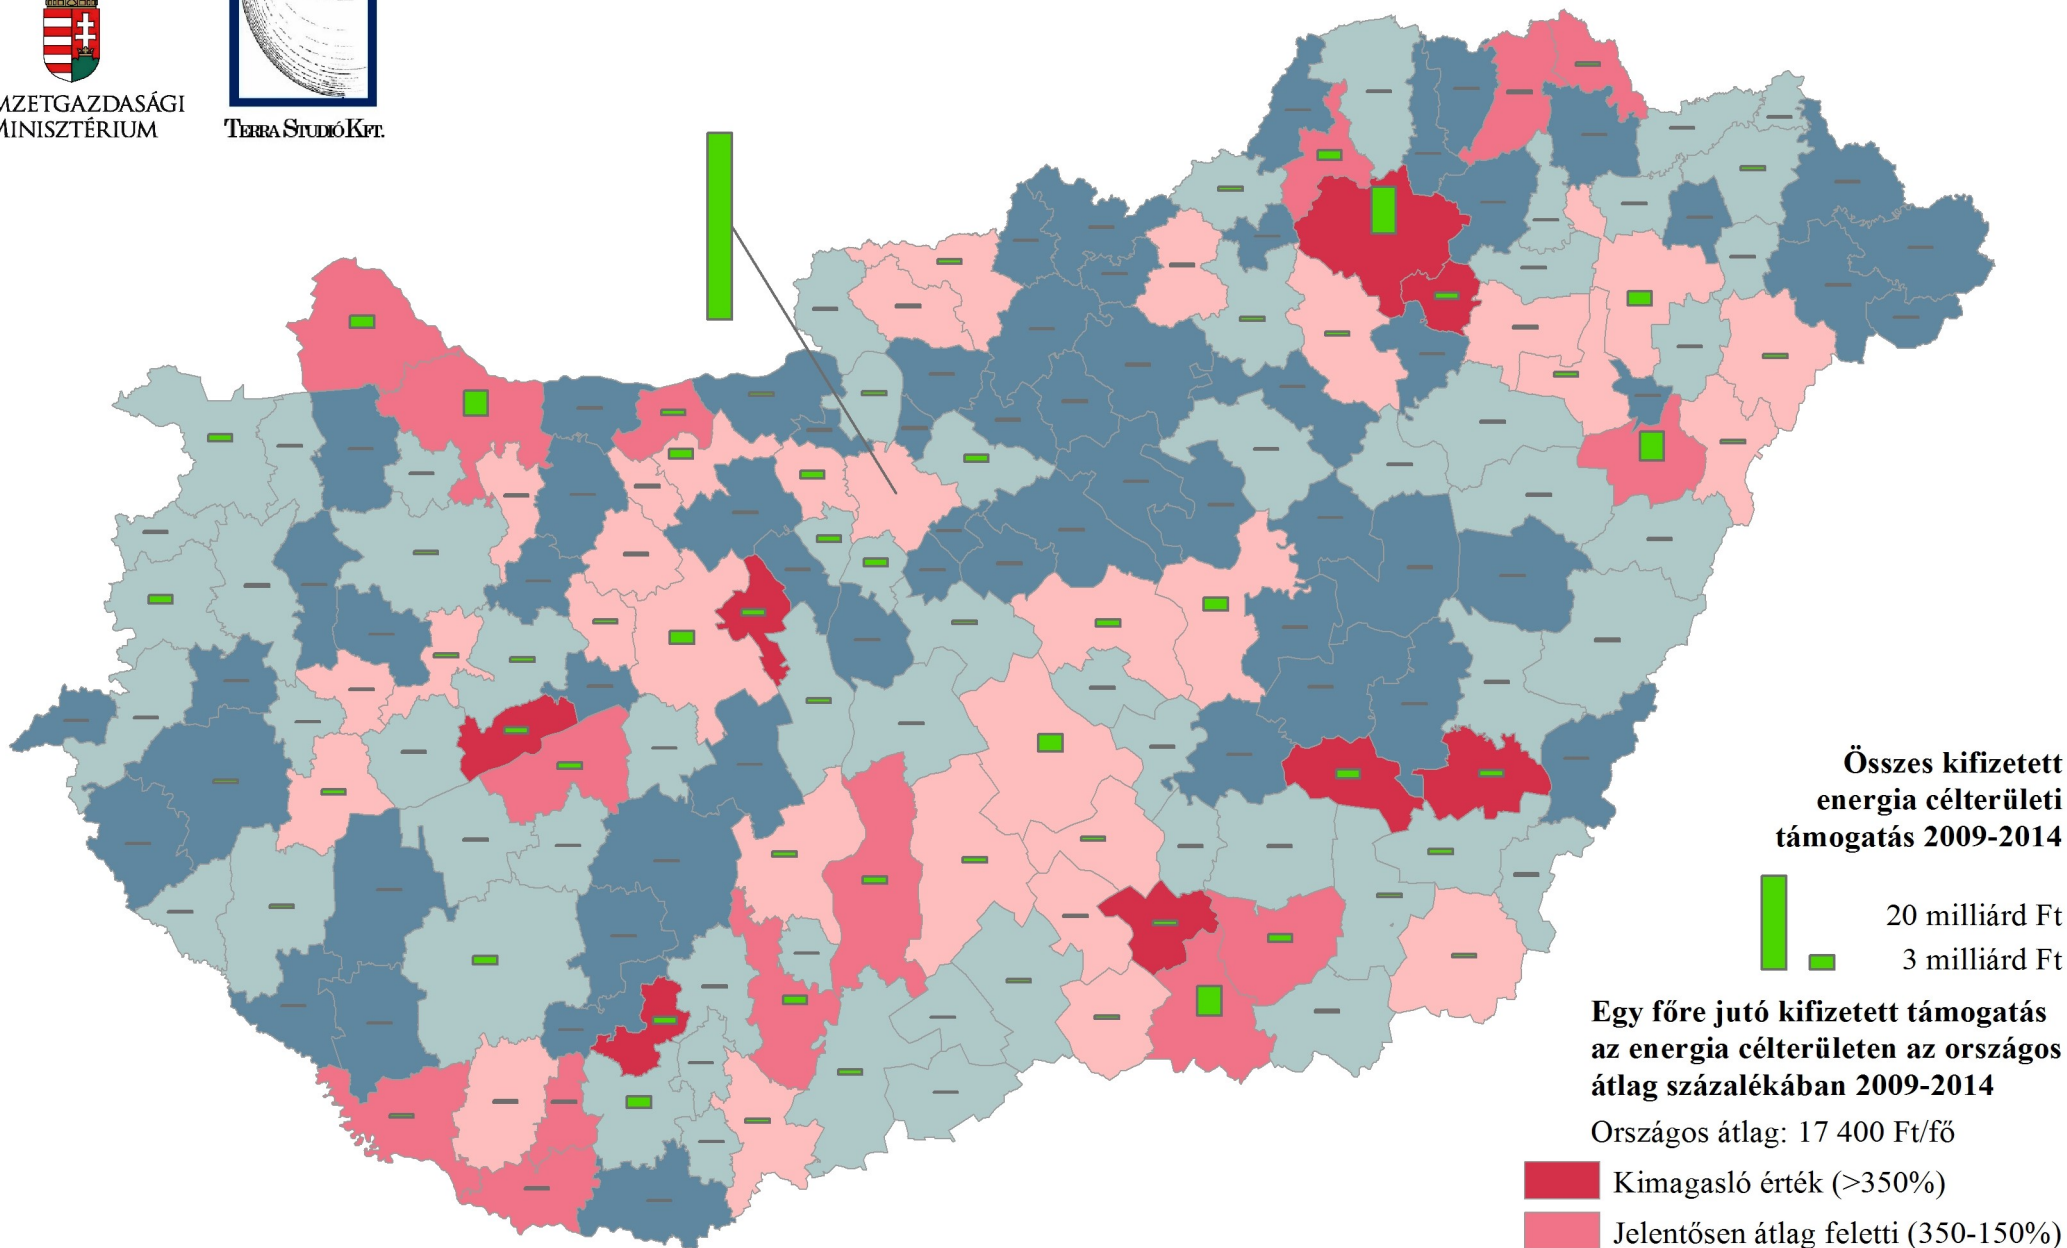 MZETGAZDASÁGI
MINISZTÉRIUM
TERRA STUDIÓ KFT.
Összes kifizetett
energia célterületi
támogatás 2009-2014
20 milliárd Ft
3 milliárd Ft
Egy főre jutó kifizetett támogatás
az energia célterületen az országos
átlag százalékában 2009-2014
Országos átlag: 17 400 Ft/fő
Kimagasló érték (>350%)
Jelentősen átlag feletti (350-150%)